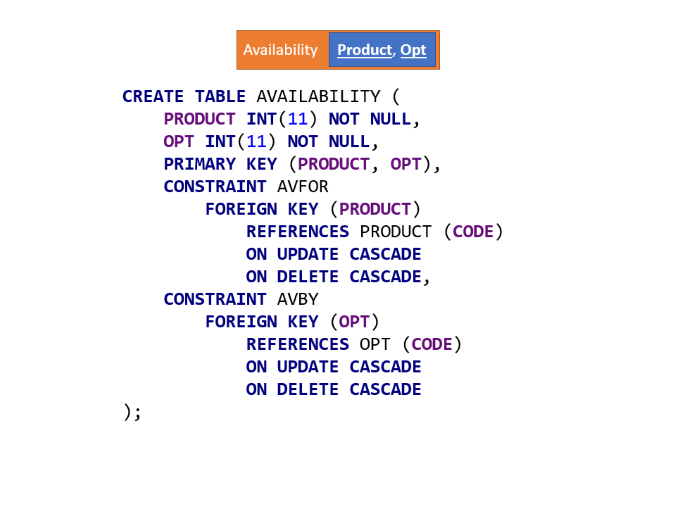 Availability Product, Opt
CREATE TABLE AVAILABILITY (
    PRODUCT INT(11) NOT NULL,
    OPT INT(11) NOT NULL,
    PRIMARY KEY (PRODUCT, OPT),
    CONSTRAINT AVFOR
        FOREIGN KEY (PRODUCT)
            REFERENCES PRODUCT (CODE)
            ON UPDATE CASCADE
            ON DELETE CASCADE,
    CONSTRAINT AVBY
        FOREIGN KEY (OPT)
            REFERENCES OPT (CODE)
            ON UPDATE CASCADE
            ON DELETE CASCADE
);